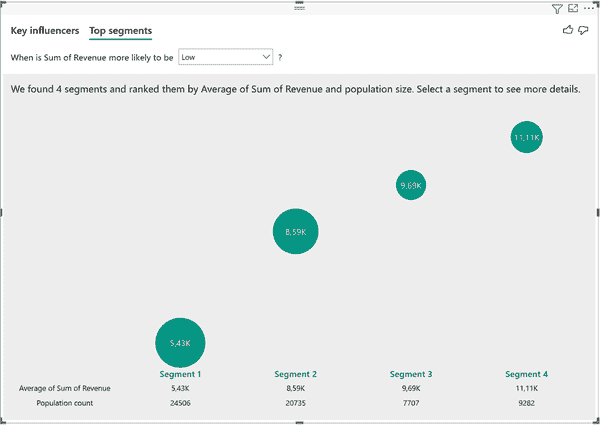 Key influencers Top segments
When is Sum of Revenue more likely to be Low ?
We found 4 segments and ranked them by Average of Sum of Revenue and population size. Select a segment to see more details.
11,11K
9,69K
8,59K
5,43K
Segment 1 Segment 2 Segment 3 Segment 4
Average of Sum of Revenue 5,43K 8,59K 9,69K 11,11K
Population count 24506 20735 7707 9282